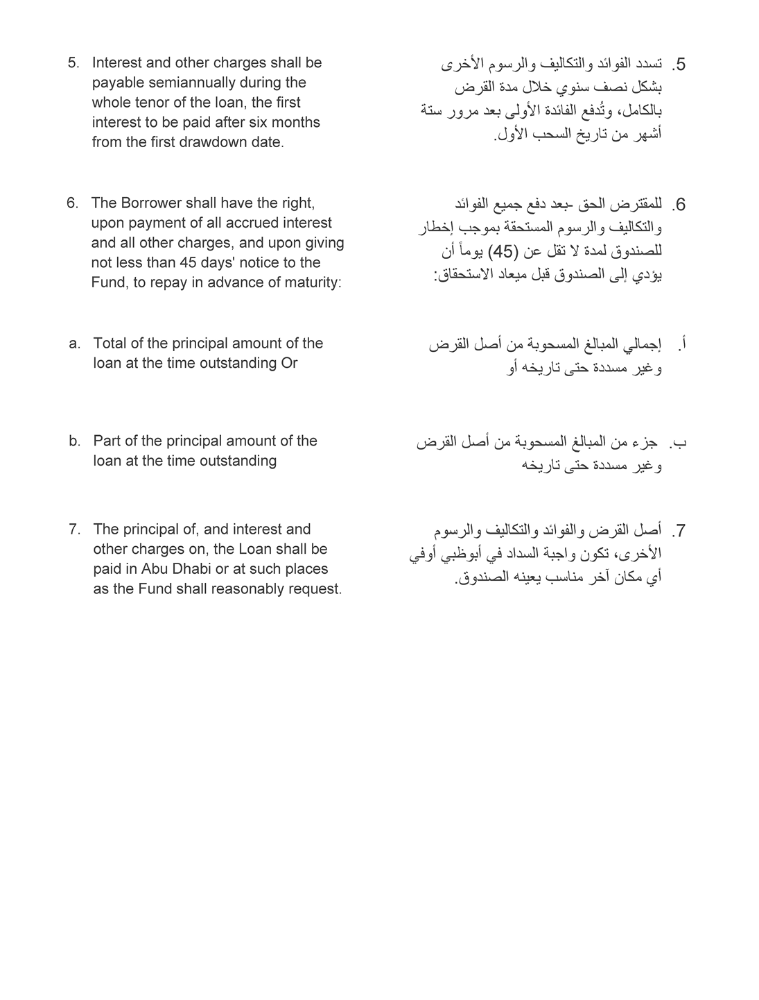 5. Interest and other charges shall be
payable semiannually during the
whole tenor of the loan, the first
interest to be paid after six months
from the first drawdown date.
5. تسدد الفوائد والتكاليف والرسوم الأخرى
بشكل نصف سنوي خلال مدة القرض
بالكامل، وتُدفع الفائدة الأولى بعد مرور ستة
أشهر من تاريخ السحب الأول.
6. The Borrower shall have the right,
upon payment of all accrued interest
and all other charges, and upon giving
not less than 45 days' notice to the
Fund, to repay in advance of maturity:
6. للمقترض الحق -بعد دفع جميع الفوائد
والتكاليف والرسوم المستحقة بموجب إخطار
للصندوق لمدة لا تقل عن (45) يوماً أن
يؤدي إلى الصندوق قبل ميعاد الاستحقاق:
a. Total of the principal amount of the
loan at the time outstanding Or
أ. إجمالي المبالغ المسحوبة من أصل القرض
وغير مسددة حتى تاريخه أو
b. Part of the principal amount of the
loan at the time outstanding
ب. جزء من المبالغ المسحوبة من أصل القرض
وغير مسددة حتى تاريخه
7. The principal of, and interest and
other charges on, the Loan shall be
paid in Abu Dhabi or at such places
as the Fund shall reasonably request.
7. أصل القرض والفوائد والتكاليف والرسوم
الأخرى، تكون واجبة السداد في أبوظبي أوفي
أي مكان آخر مناسب يعينه الصندوق.